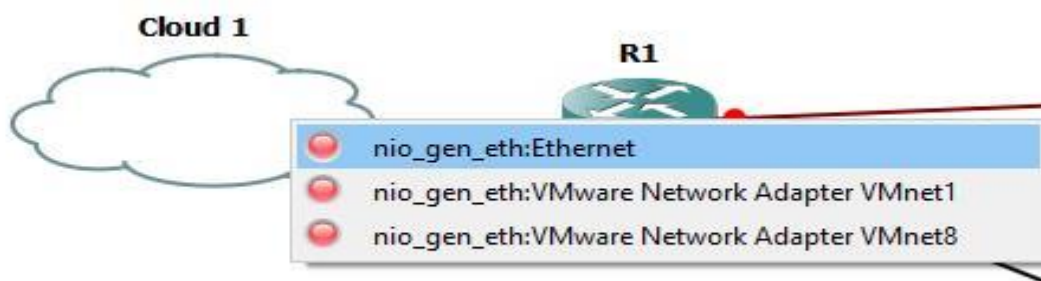 Cloud 1
R1
nio_gen_eth:Ethernet
nio_gen_eth:VMware Network Adapter VMnet1
nio_gen_eth:VMware Network Adapter VMnet8